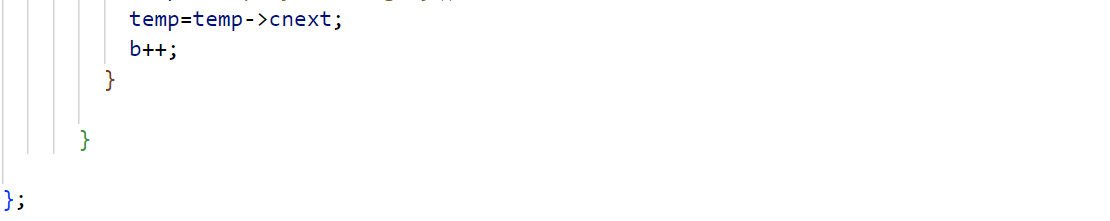 temp=temp->cnext;
b++;
}
}
};